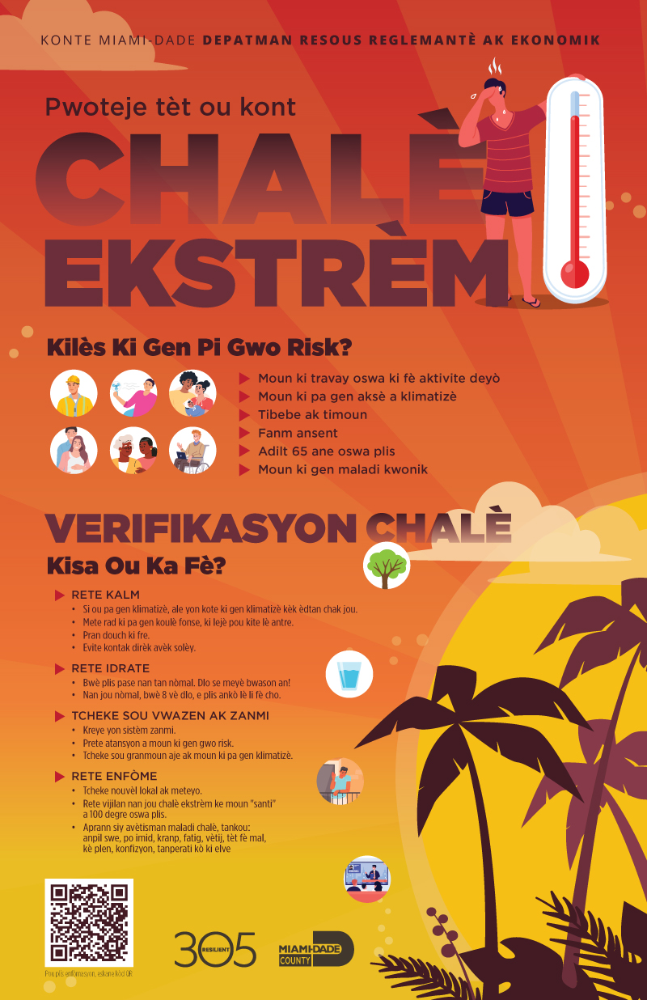 KONTE MIAMI-DADE DEPATMAN RESOUS REGLEMANTÈ AK EKONOMIK
Pwoteje tèt ou kont
CHALÈ
EKSTRÈM
Kilès Ki Gen Pi Gwo Risk?
Moun ki travay oswa ki fè aktivite deyò
Moun ki pa gen aksè a klimatizè
Tibebe ak timoun
Fanm ansent
Adilt 65 ane oswa plis
Moun ki gen maladi kwonik
VERIFIKASYON CHALÈ
Kisa Ou Ka Fè?
RETE KALM
• Si ou pa gen klimatizè, ale yon kote ki gen klimatizè kèk èdtan chak jou.
• Mete rad ki pa gen koulè fonse, ki lejè pou kite lè antre.
• Pran douch ki fre.
• Evite kontak dirèk avèk solèy.
RETE IDRATE
• Bwè plis pase nan tan nòmal. Dlo se meyè bwason an!
• Nan jou nòmal, bwè 8 vè dlo, e plis ankò lè li fè cho.
TCHEKE SOU VWAZEN AK ZANMI
• Kreye yon sistèm zanmi.
• Prete atansyon a moun ki gen gwo risk.
• Tcheke sou granmoun aje ak moun ki pa gen klimatizè.
RETE ENFÒME
• Tcheke nouvèl lokal ak meteyo.
• Rete vijilan nan jou chalè ekstrèm ke moun "santi"
a 100 degre oswa plis.
• Aprann siy avètisman maladi chalè, tankou:
anpil swe, po imid, kranp, fatig, vètij, tèt fè mal,
kè plen, konfizyon, tanperati kò ki elve
Pou plis enfòmasyon, eskane kòd QR
305
RESILIENT
MIAMI-DADE
COUNTY